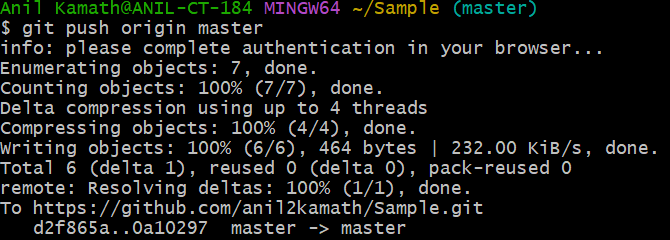 Anil Kamath@ANIL-CT-184 MINGW64 ~/Sample (master)
$ git push origin master
info: please complete authentication in your browser...
Enumerating objects: 7, done.
Counting objects: 100% (7/7), done.
Delta compression using up to 4 threads
Compressing objects: 100% (4/4), done.
Writing objects: 100% (6/6), 464 bytes | 232.00 KiB/s, done.
Total 6 (delta 1), reused 0 (delta 0), pack-reused 0
remote: Resolving deltas: 100% (1/1), done.
To https://github.com/anil2kamath/Sample.git
   d2f865a..0a10297  master -> master